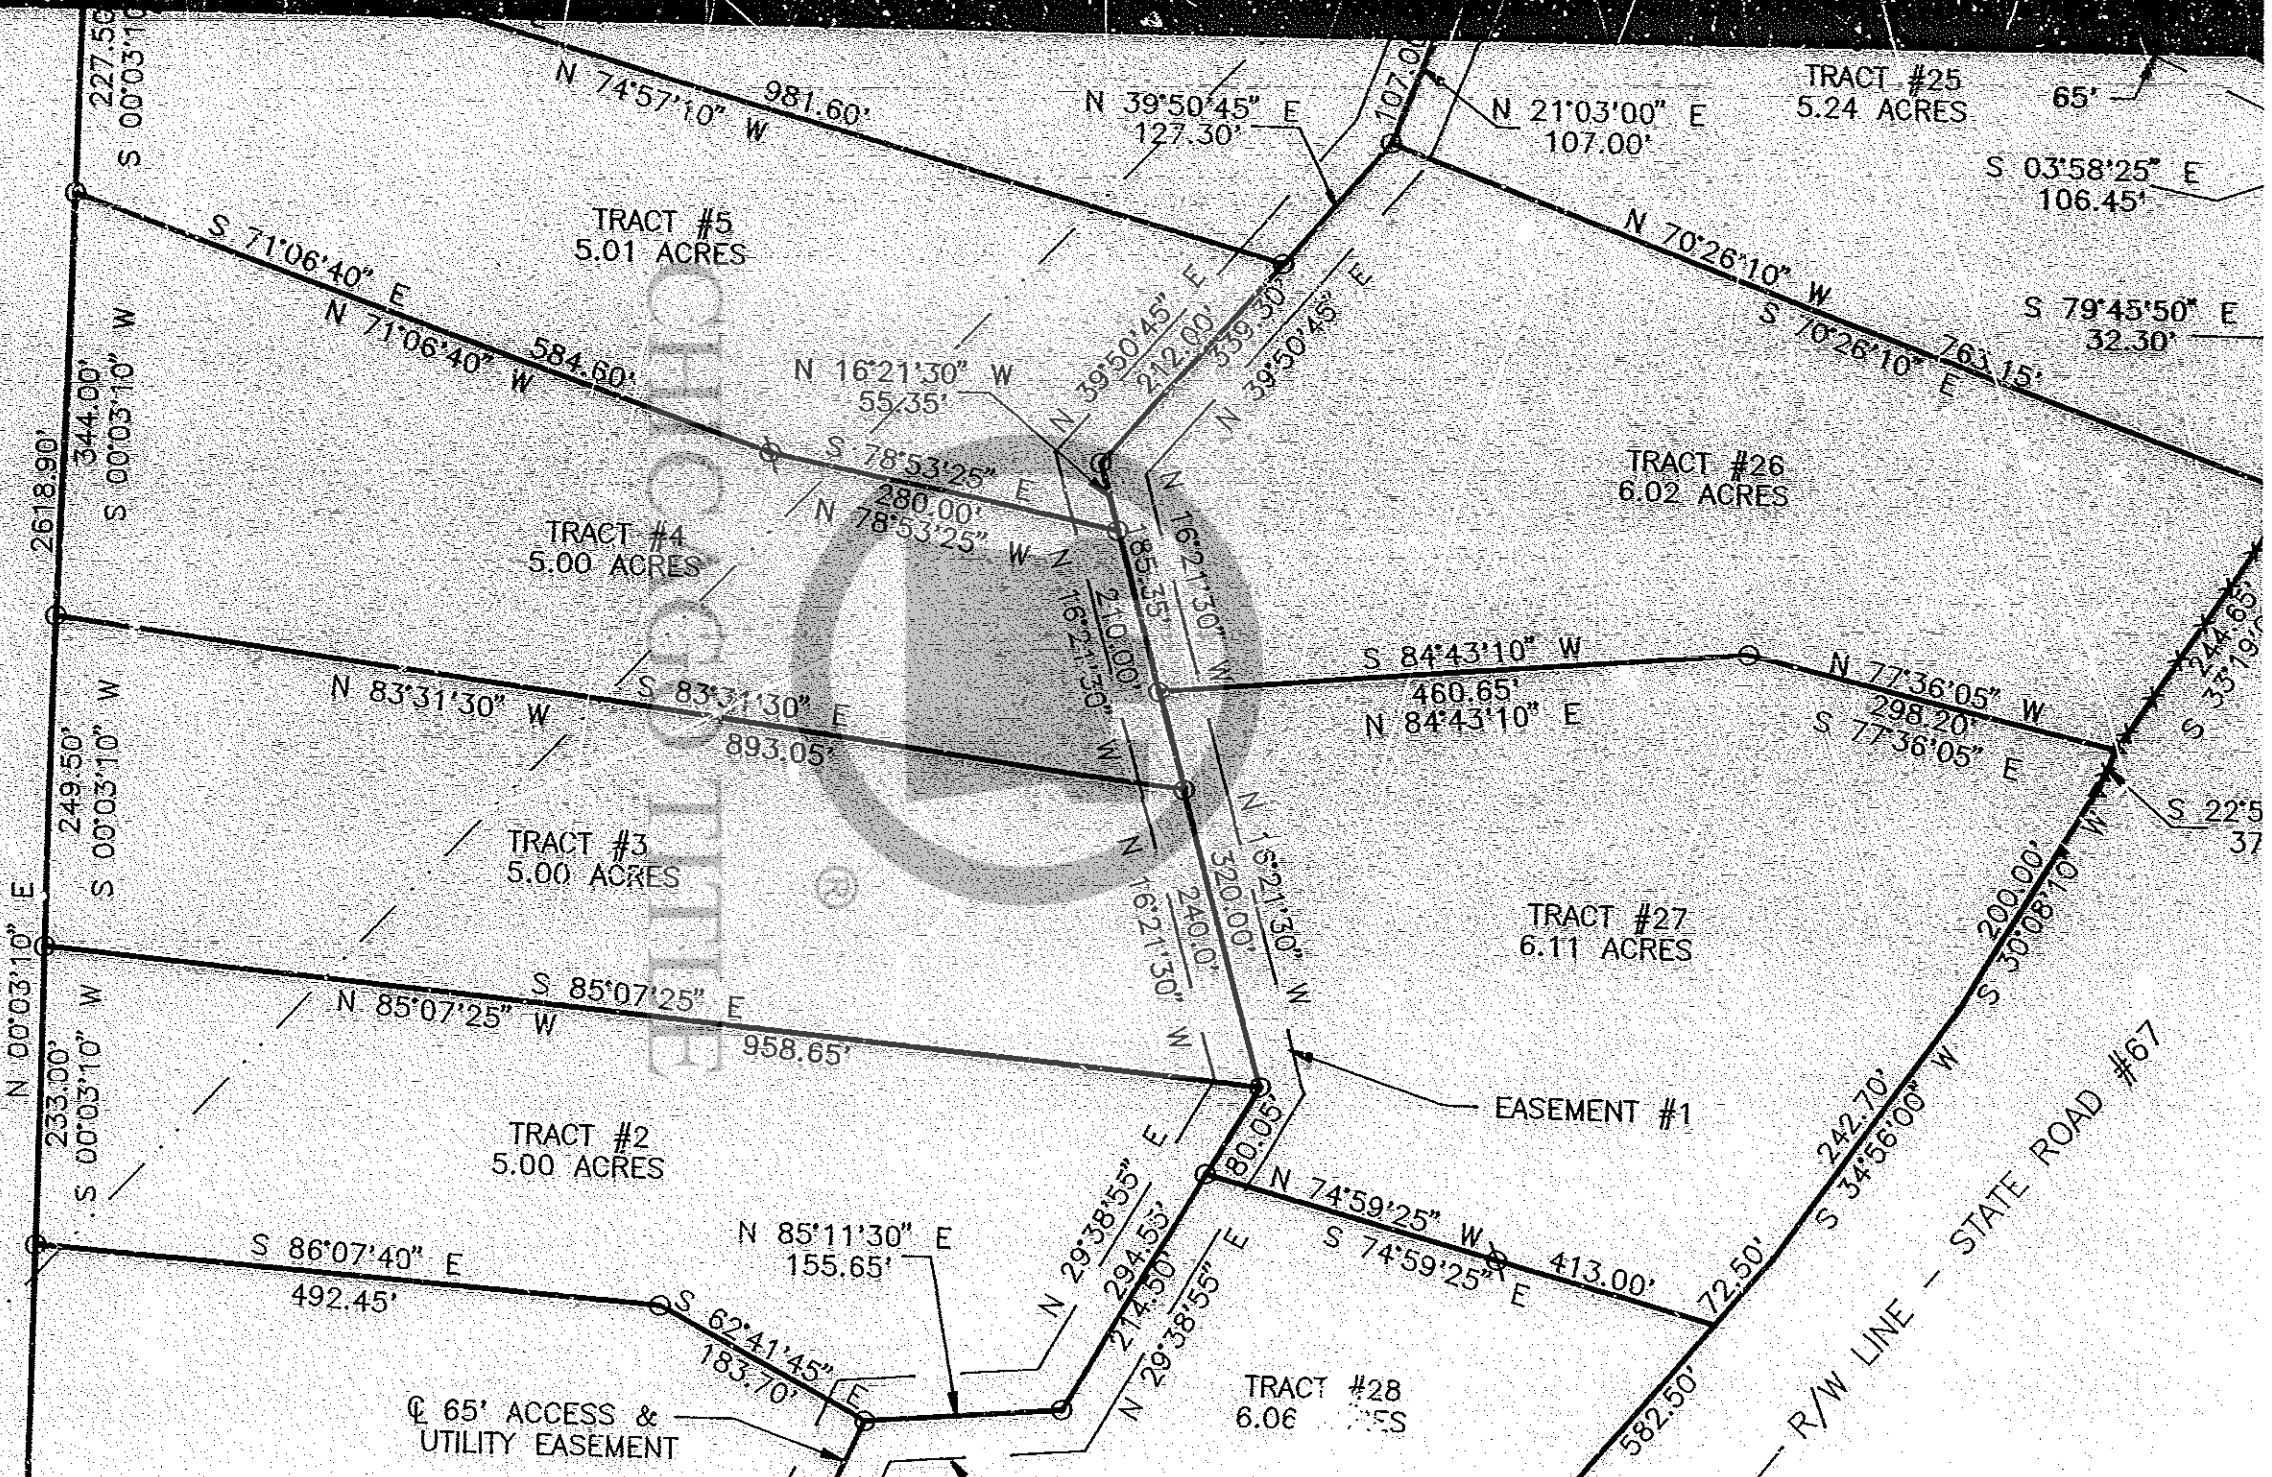 227.50
S 00°03'10
N 74°57'10" W
981.60'
N 39°50'45" E
127.30'
107.00
N 21°03'00" E
107.00'
TRACT #25
5.24 ACRES
65'
S 03°58'25" E
106.45'
TRACT #5
5.01 ACRES
S 71°06'40" E
N 71°06'40" W
584.60'
N 70°26'10" W
S 70°26'10" E
763.15'
S 79°45'50" E
32.30'
N 39°50'45" E
212.00'
339.30'
N 39°50'45" E
N 16°21'30" W
55.35'
2618.90'
344.00'
S 00°03'10" W
S 78°53'25" E
280.00'
N 78°53'25" W
TRACT #4
5.00 ACRES
TRACT #26
6.02 ACRES
N 16°21'30" W
185.35'
210.00'
N 16°21'30" W
244.65'
S 33°19'
N 83°31'30" W
S 83°31'30" E
893.05'
S 84°43'10" W
460.65'
N 84°43'10" E
N 77°36'05" W
298.20'
S 77°36'05" E
S 22°5
37
249.50'
S 00°03'10" W
TRACT #3
5.00 ACRES
CHICAGO TITLE
®
N 16°21'30" W
320.00'
240.0'
N 16°21'30" W
TRACT #27
6.11 ACRES
200.00'
S 30°08'10" W
N 00°03'10" E
S 85°07'25" E
N 85°07'25" W
958.65'
233.00'
S 00°03'10" W
TRACT #2
5.00 ACRES
EASEMENT #1
242.70'
S 34°56'00" W
80.05'
N 29°38'55" E
294.55'
214.50'
N 29°38'55" E
N 74°59'25" W
S 74°59'25" E
413.00'
72.50'
S 86°07'40" E
492.45'
N 85°11'30" E
155.65'
S 62°41'45" E
183.70'
℄ 65' ACCESS &
UTILITY EASEMENT
TRACT #28
6.06
582.50'
R/W LINE – STATE ROAD #67